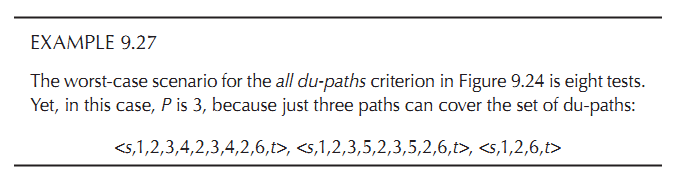 EXAMPLE 9.27
The worst-case scenario for the all du-paths criterion in Figure 9.24 is eight tests.
Yet, in this case, P is 3, because just three paths can cover the set of du-paths:
<s,1,2,3,4,2,3,4,2,6,t>, <s,1,2,3,5,2,3,5,2,6,t>, <s,1,2,6,t>